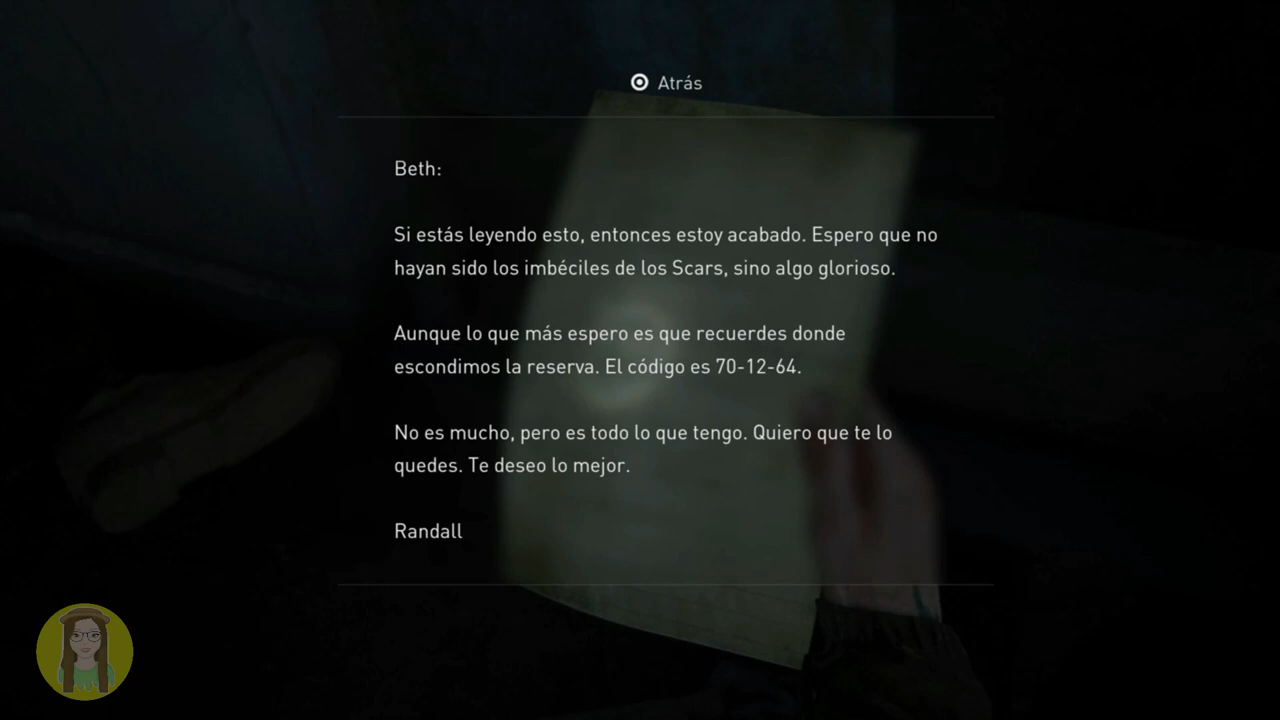 Atrás
Beth:
Si estás leyendo esto, entonces estoy acabado. Espero que no
hayan sido los imbéciles de los Scars, sino algo glorioso.
Aunque lo que más espero es que recuerdes donde
escondimos la reserva. El código es 70-12-64.
No es mucho, pero es todo lo que tengo. Quiero que te lo
quedes. Te deseo lo mejor.
Randall